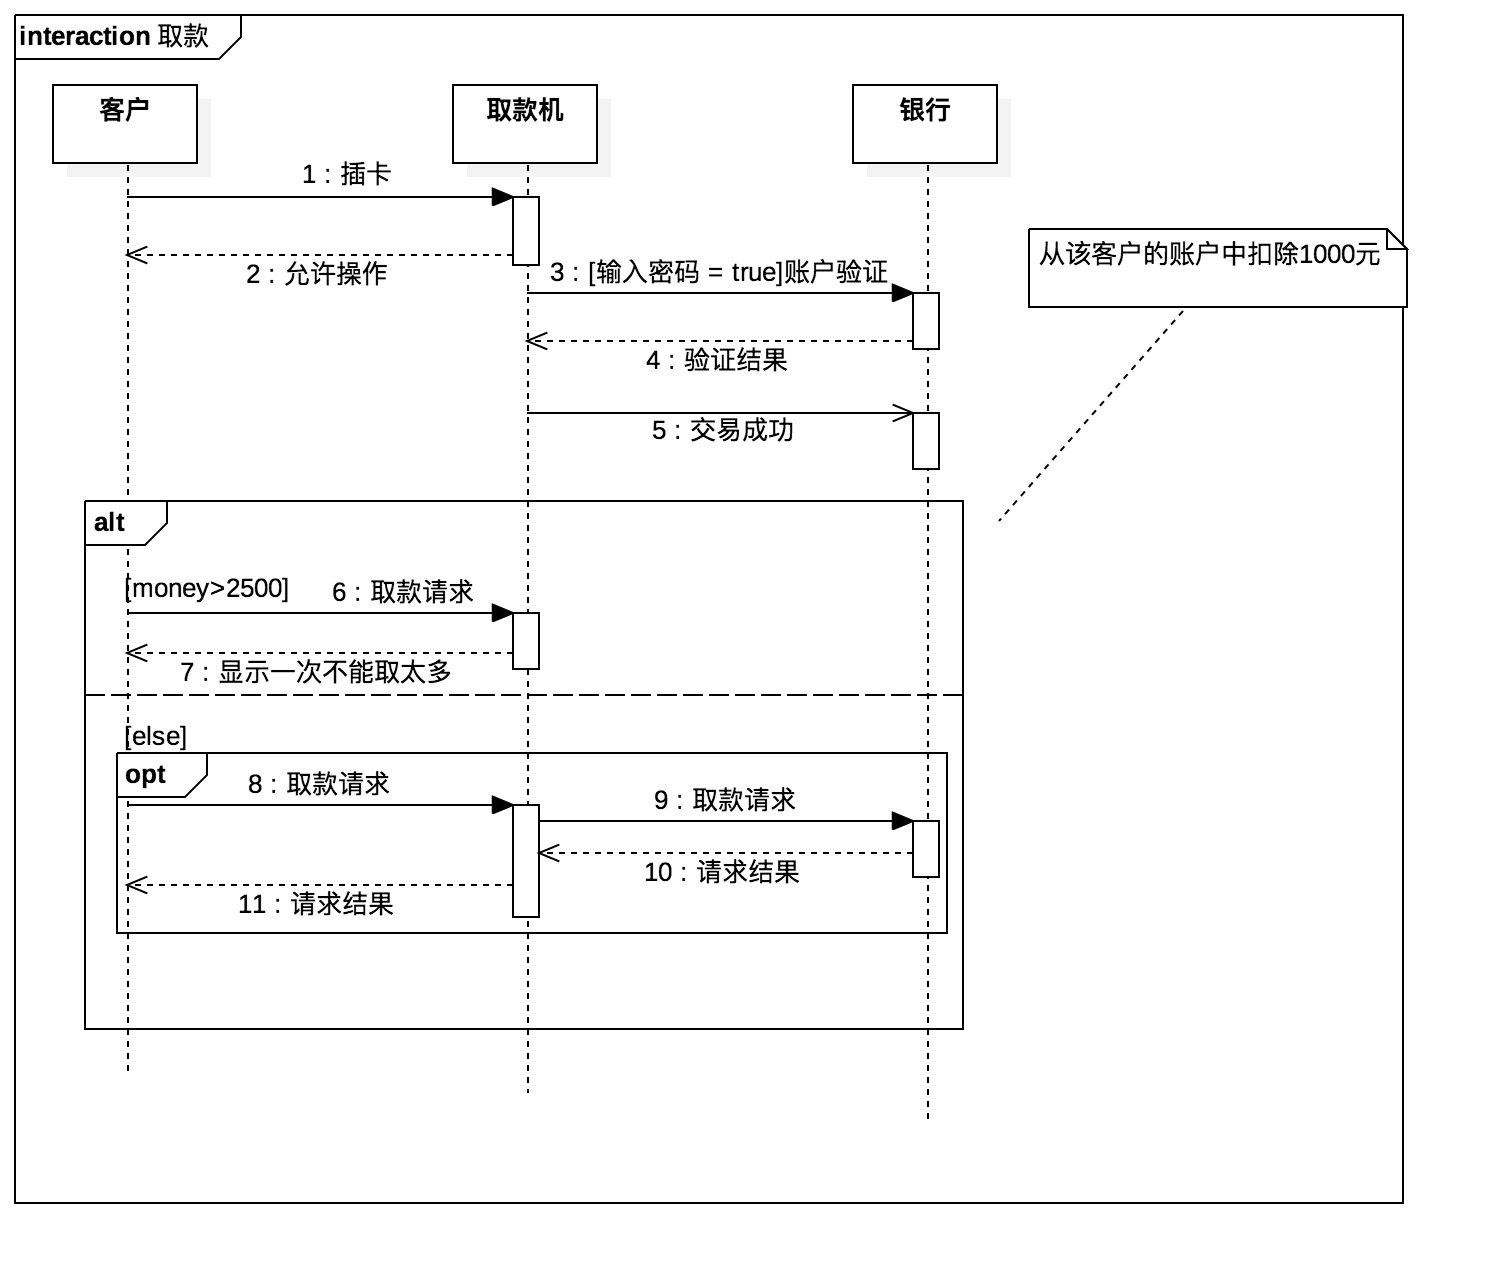 interaction 取款
客户
取款机
银行
1 : 插卡
从该客户的账户中扣除1000元
2 : 允许操作
3 : [输入密码 = true]账户验证
4 : 验证结果
5 : 交易成功
alt
[money>2500]
6 : 取款请求
7 : 显示一次不能取太多
[else]
opt
8 : 取款请求
9 : 取款请求
10 : 请求结果
11 : 请求结果